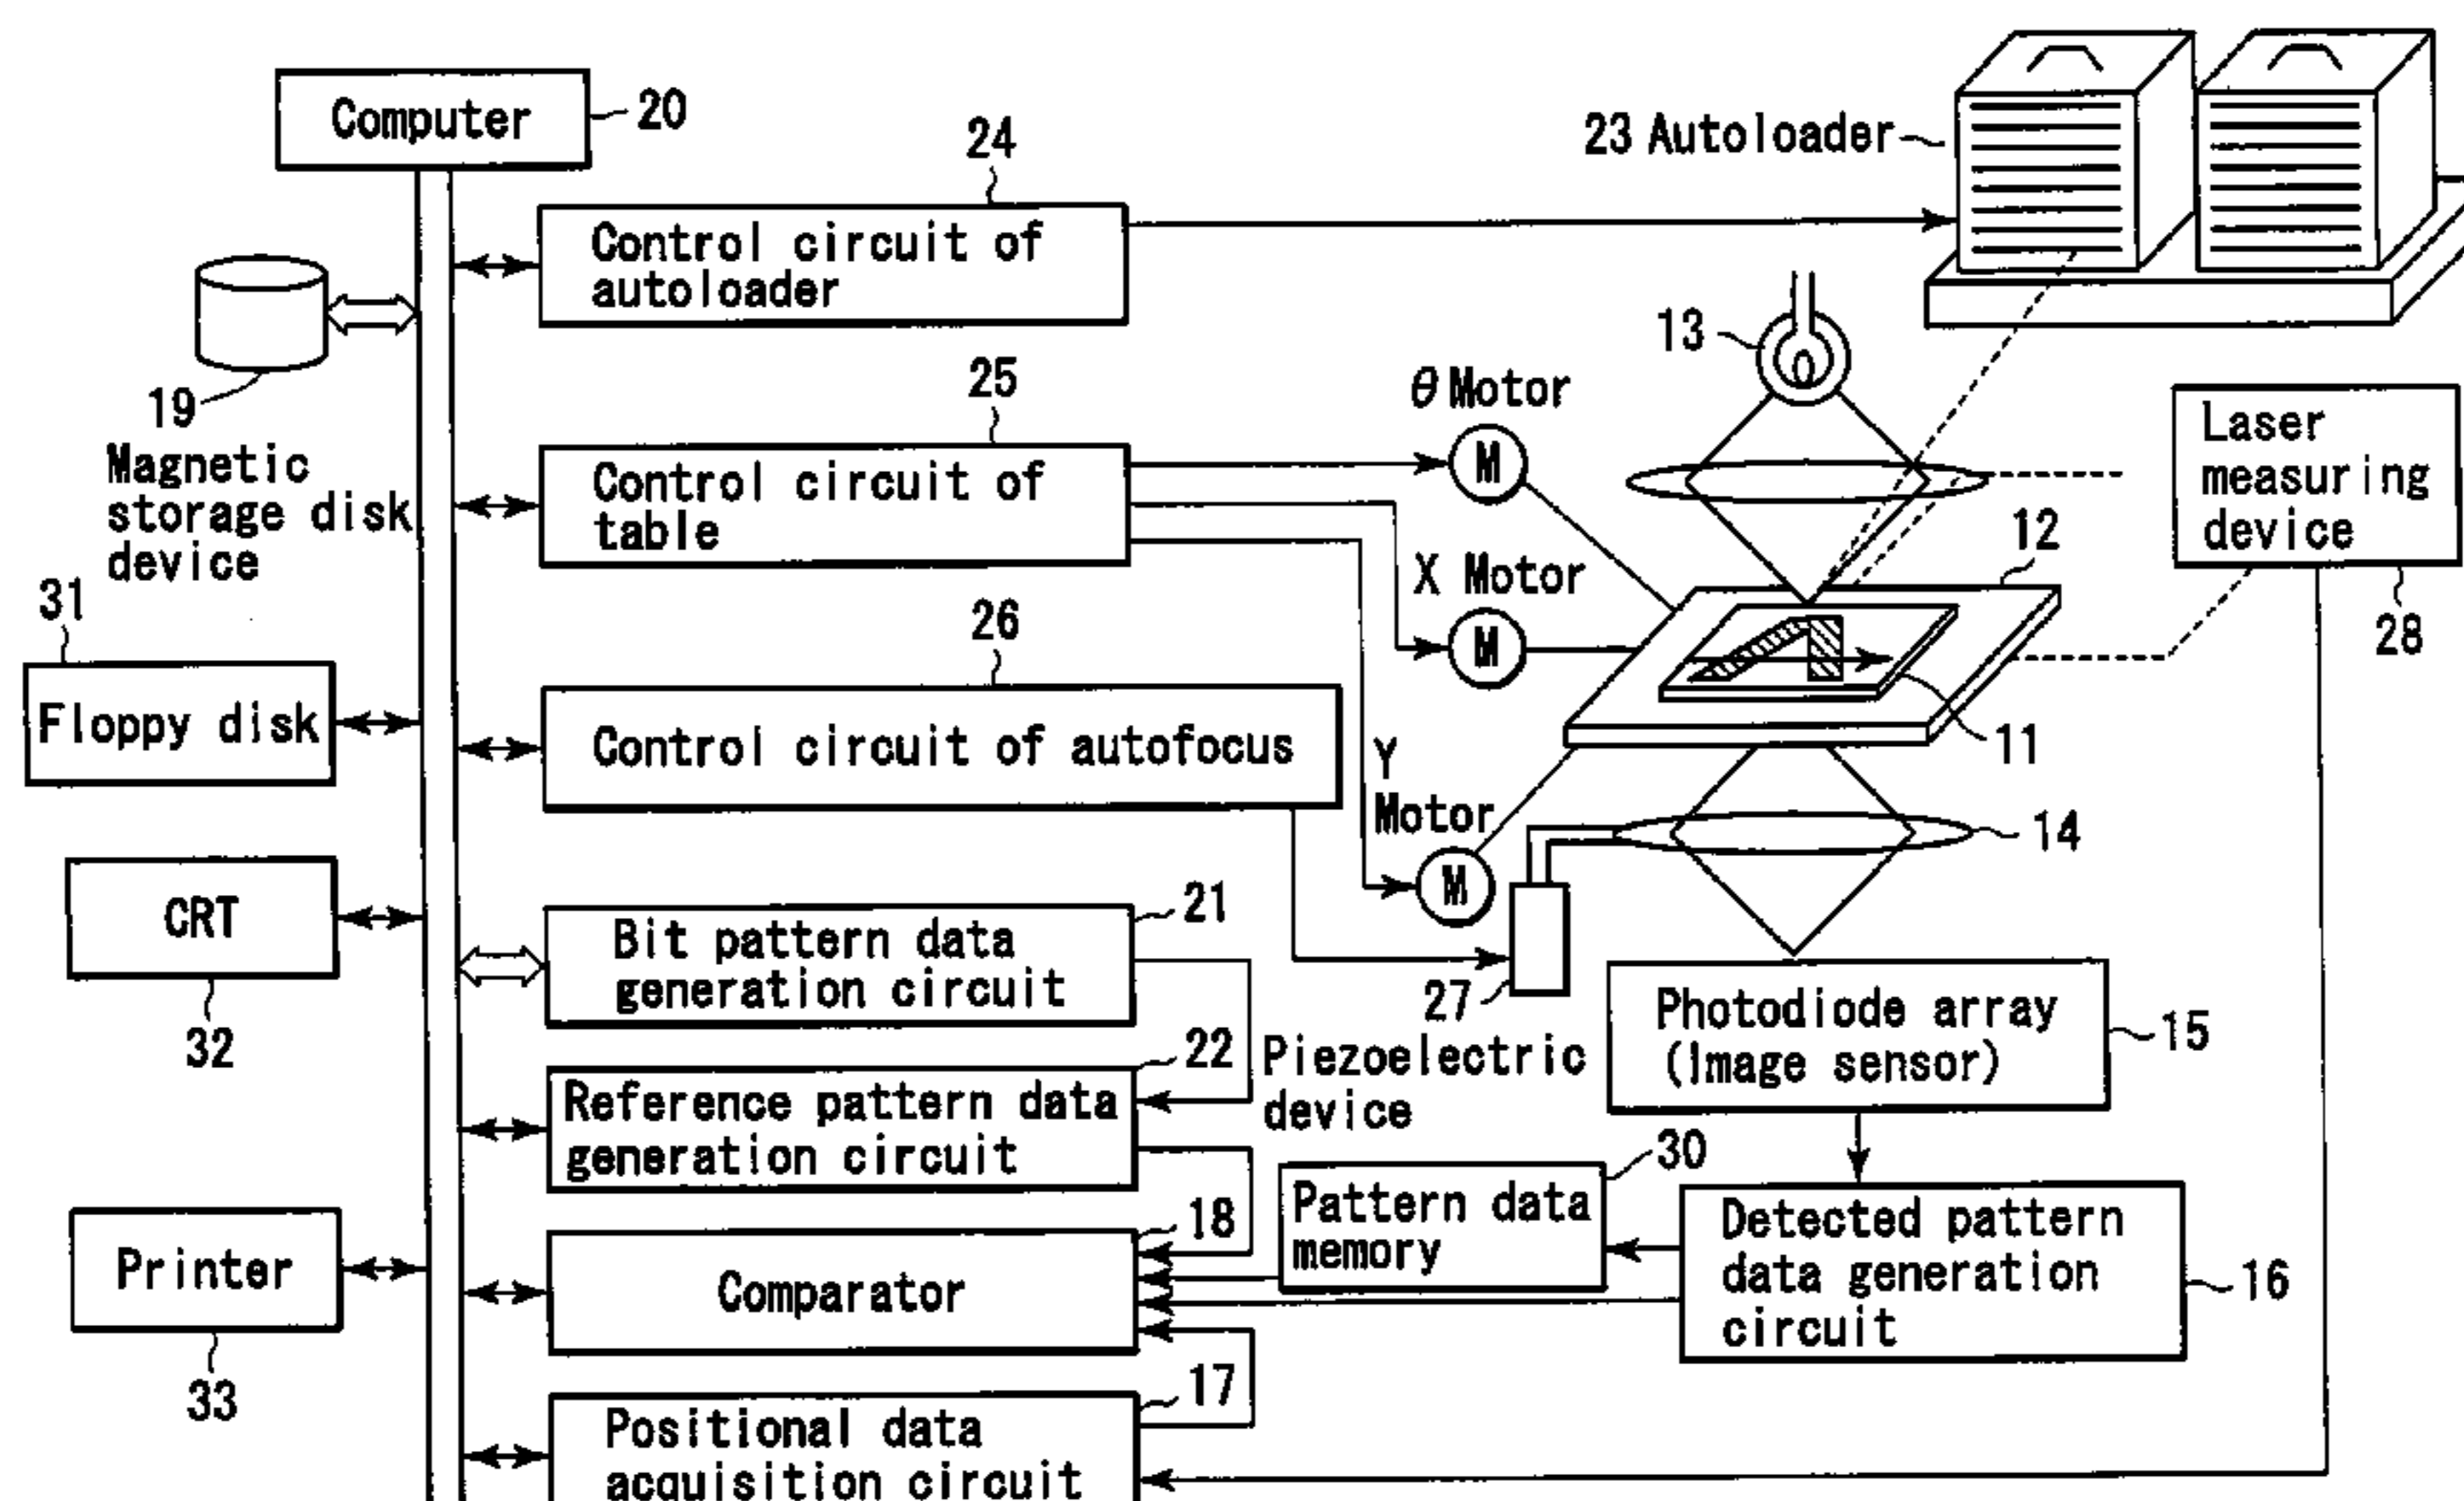 Computer
20
24
23 Autoloader
Control circuit of
autoloader
13
19
Magnetic
storage disk
device
25
θ Motor
M
Laser
measuring
device
28
Control circuit of
table
12
X Motor
M
31
Floppy disk
26
11
Control circuit of autofocus
Y
Motor
M
14
CRT
32
21
Bit pattern data
generation circuit
27
Piezoelectric
device
Photodiode array
(Image sensor)
15
22
Reference pattern data
generation circuit
30
Pattern data
memory
Detected pattern
data generation
circuit
16
Printer
33
18
Comparator
17
Positional data
acquisition circuit